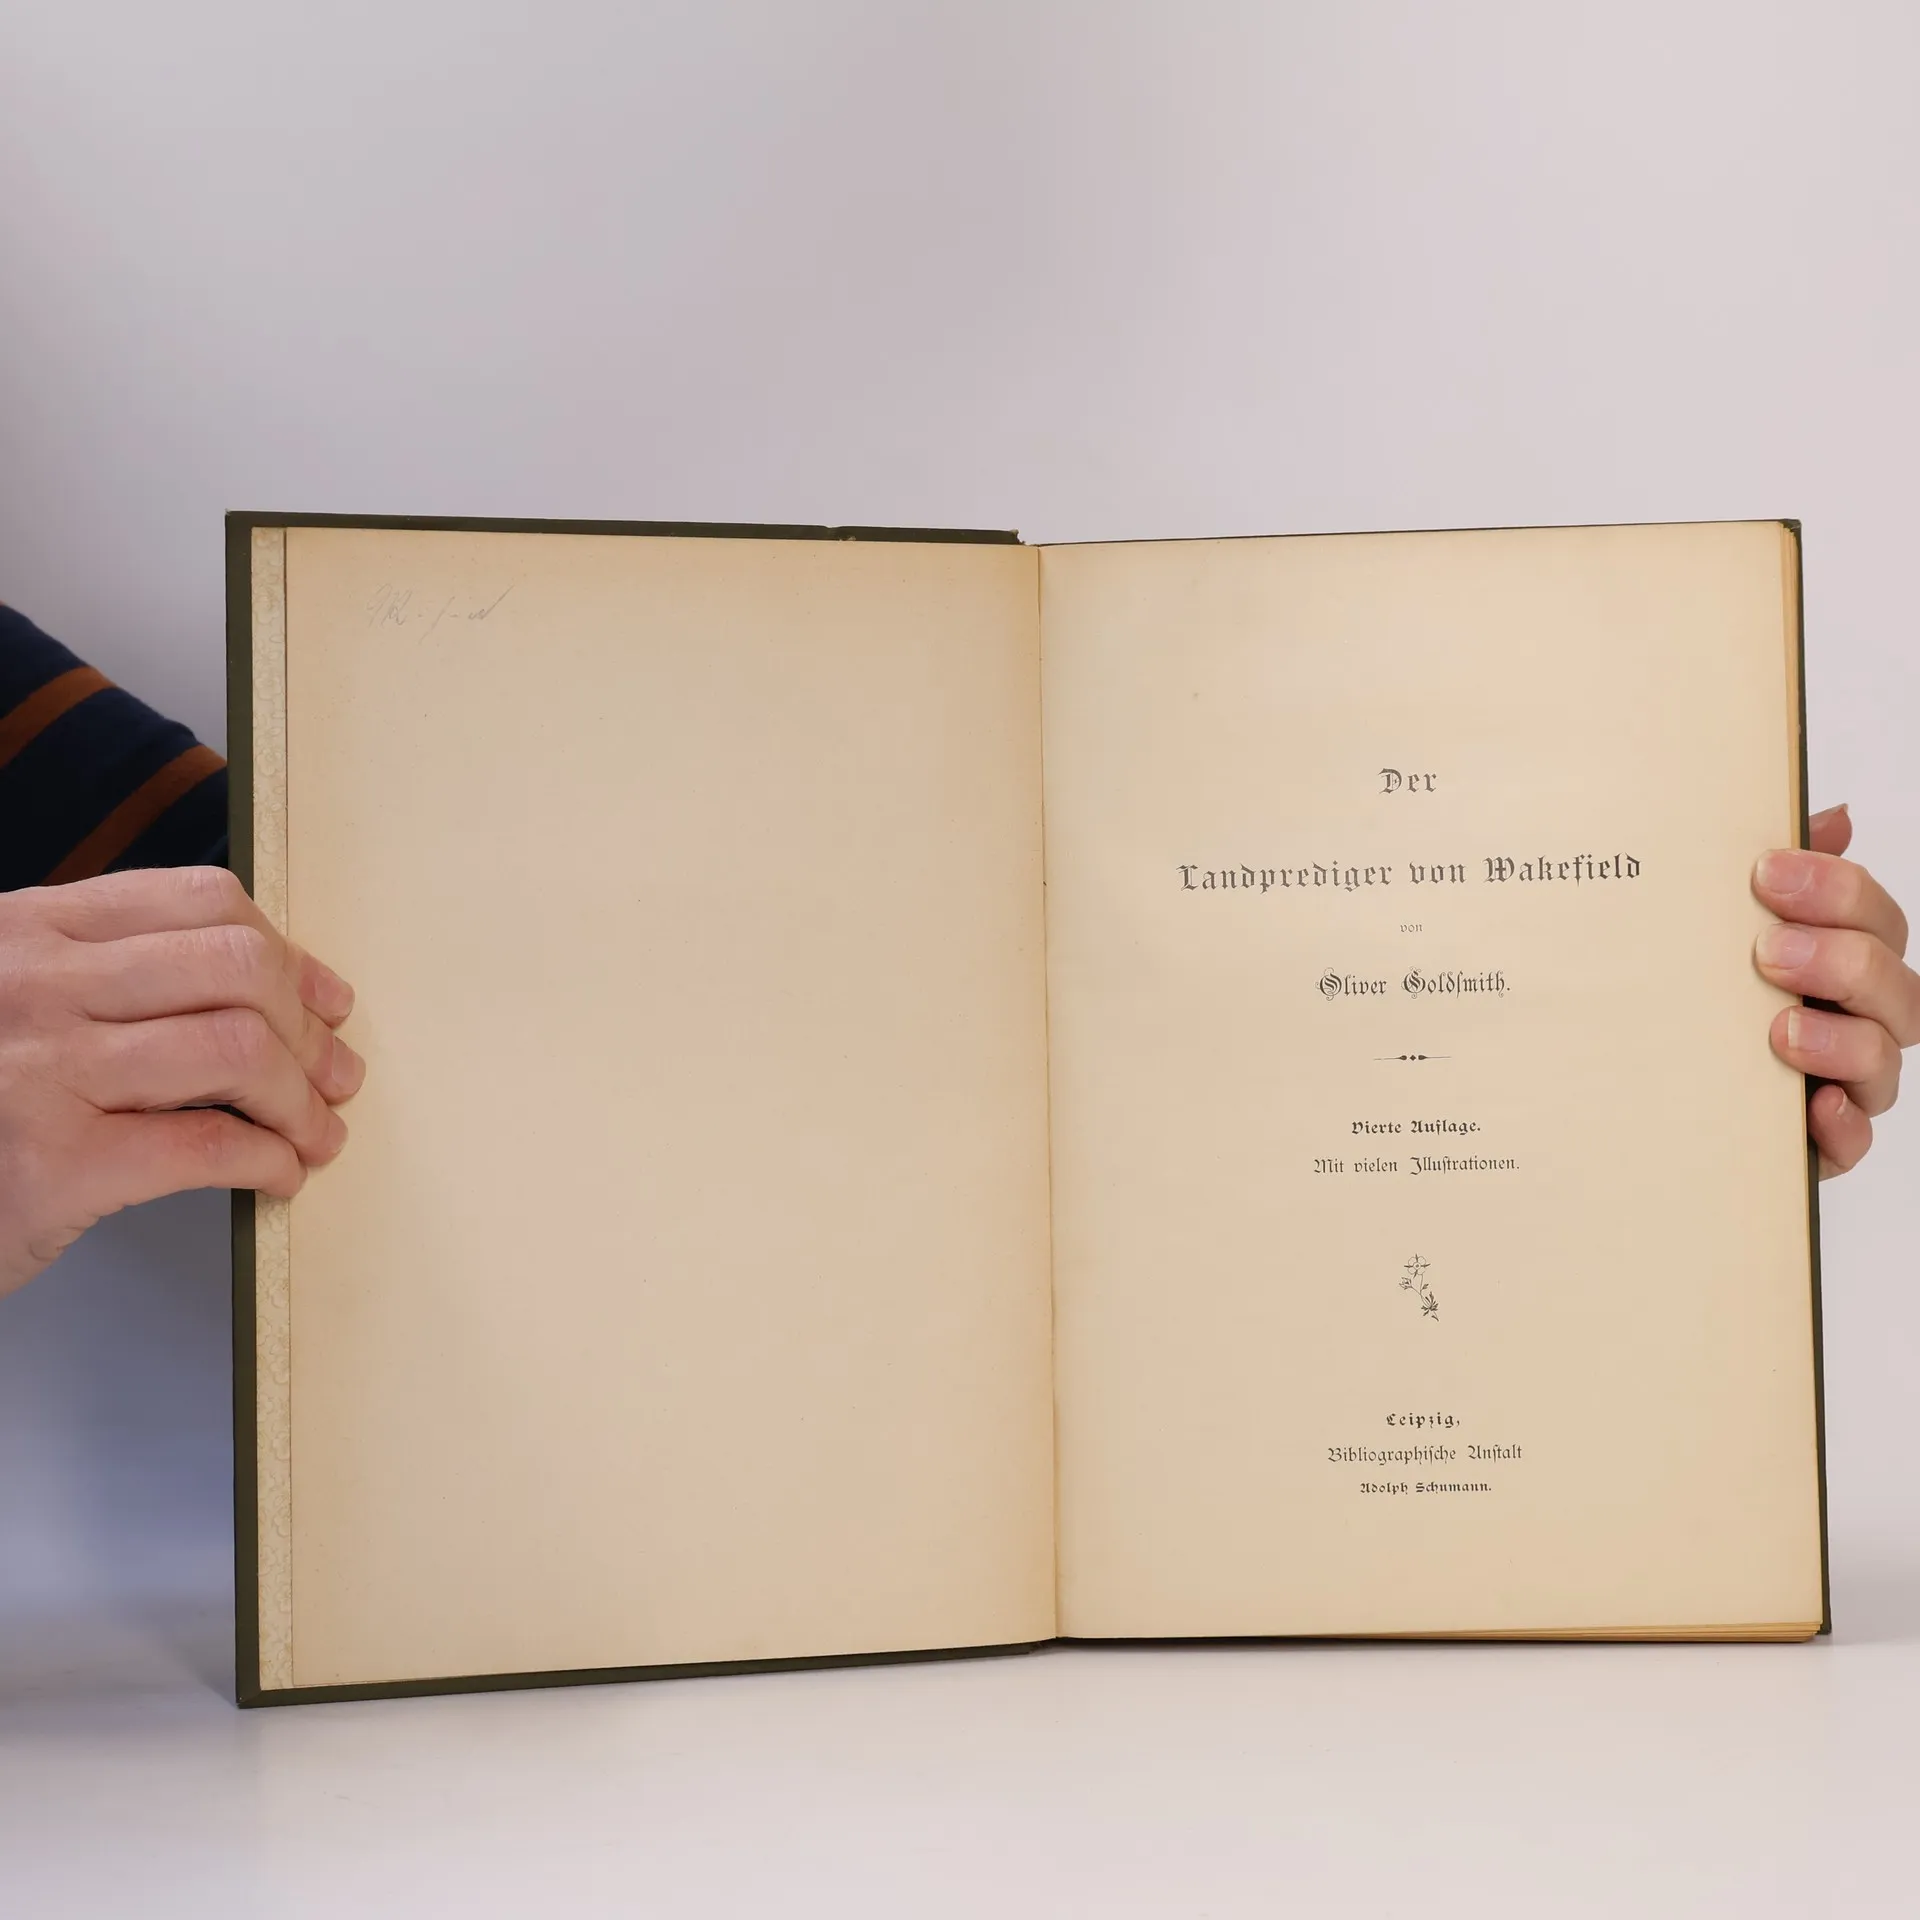 Der
Landprediger von Wakefield
von
Oliver Goldsmith.
Vierte Auflage.
Mit vielen Illustrationen.
Leipzig,
Bibliographische Anstalt
Adolph Schumann.